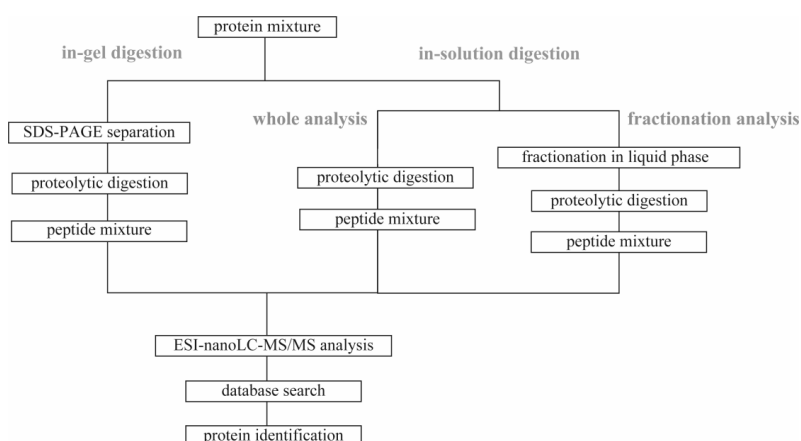 protein mixture
in-gel digestion
in-solution digestion
whole analysis
fractionation analysis
SDS-PAGE separation
proteolytic digestion
peptide mixture
proteolytic digestion
peptide mixture
fractionation in liquid phase
proteolytic digestion
peptide mixture
ESI-nanoLC-MS/MS analysis
database search
protein identification